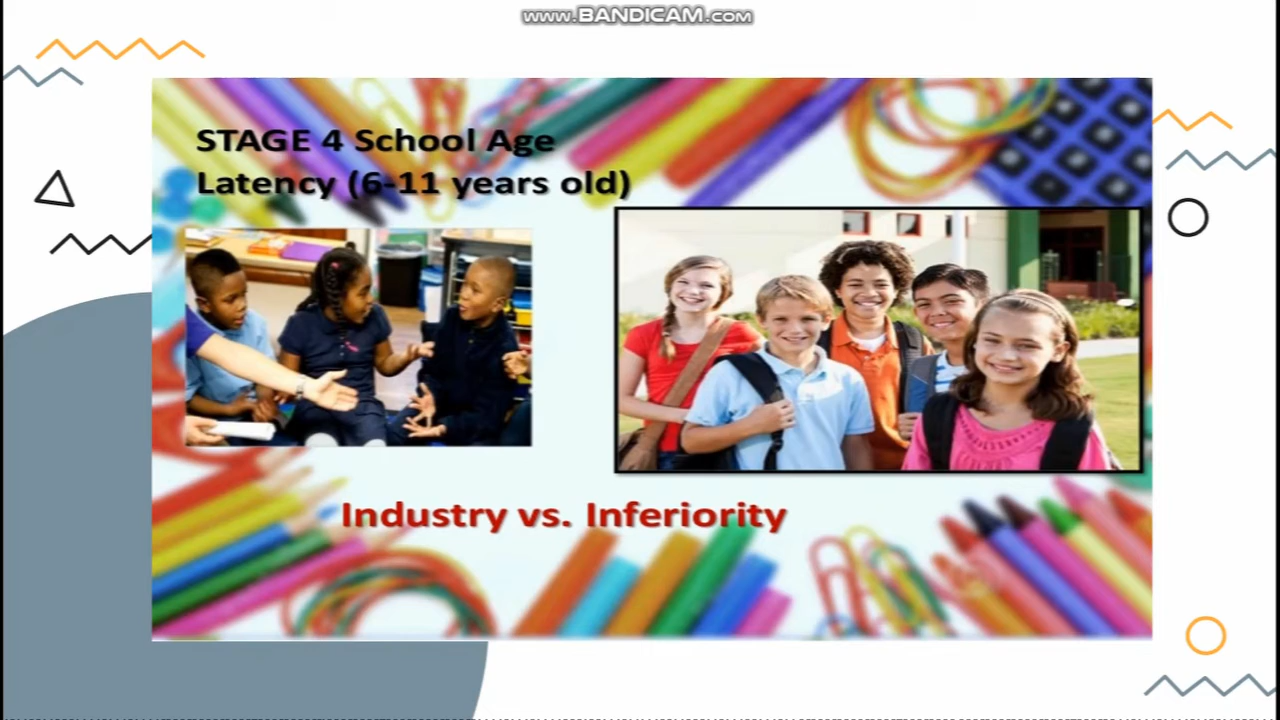 www.BANDICAM.com
STAGE 4 School Age
Latency (6-11 years old)
Industry vs. Inferiority